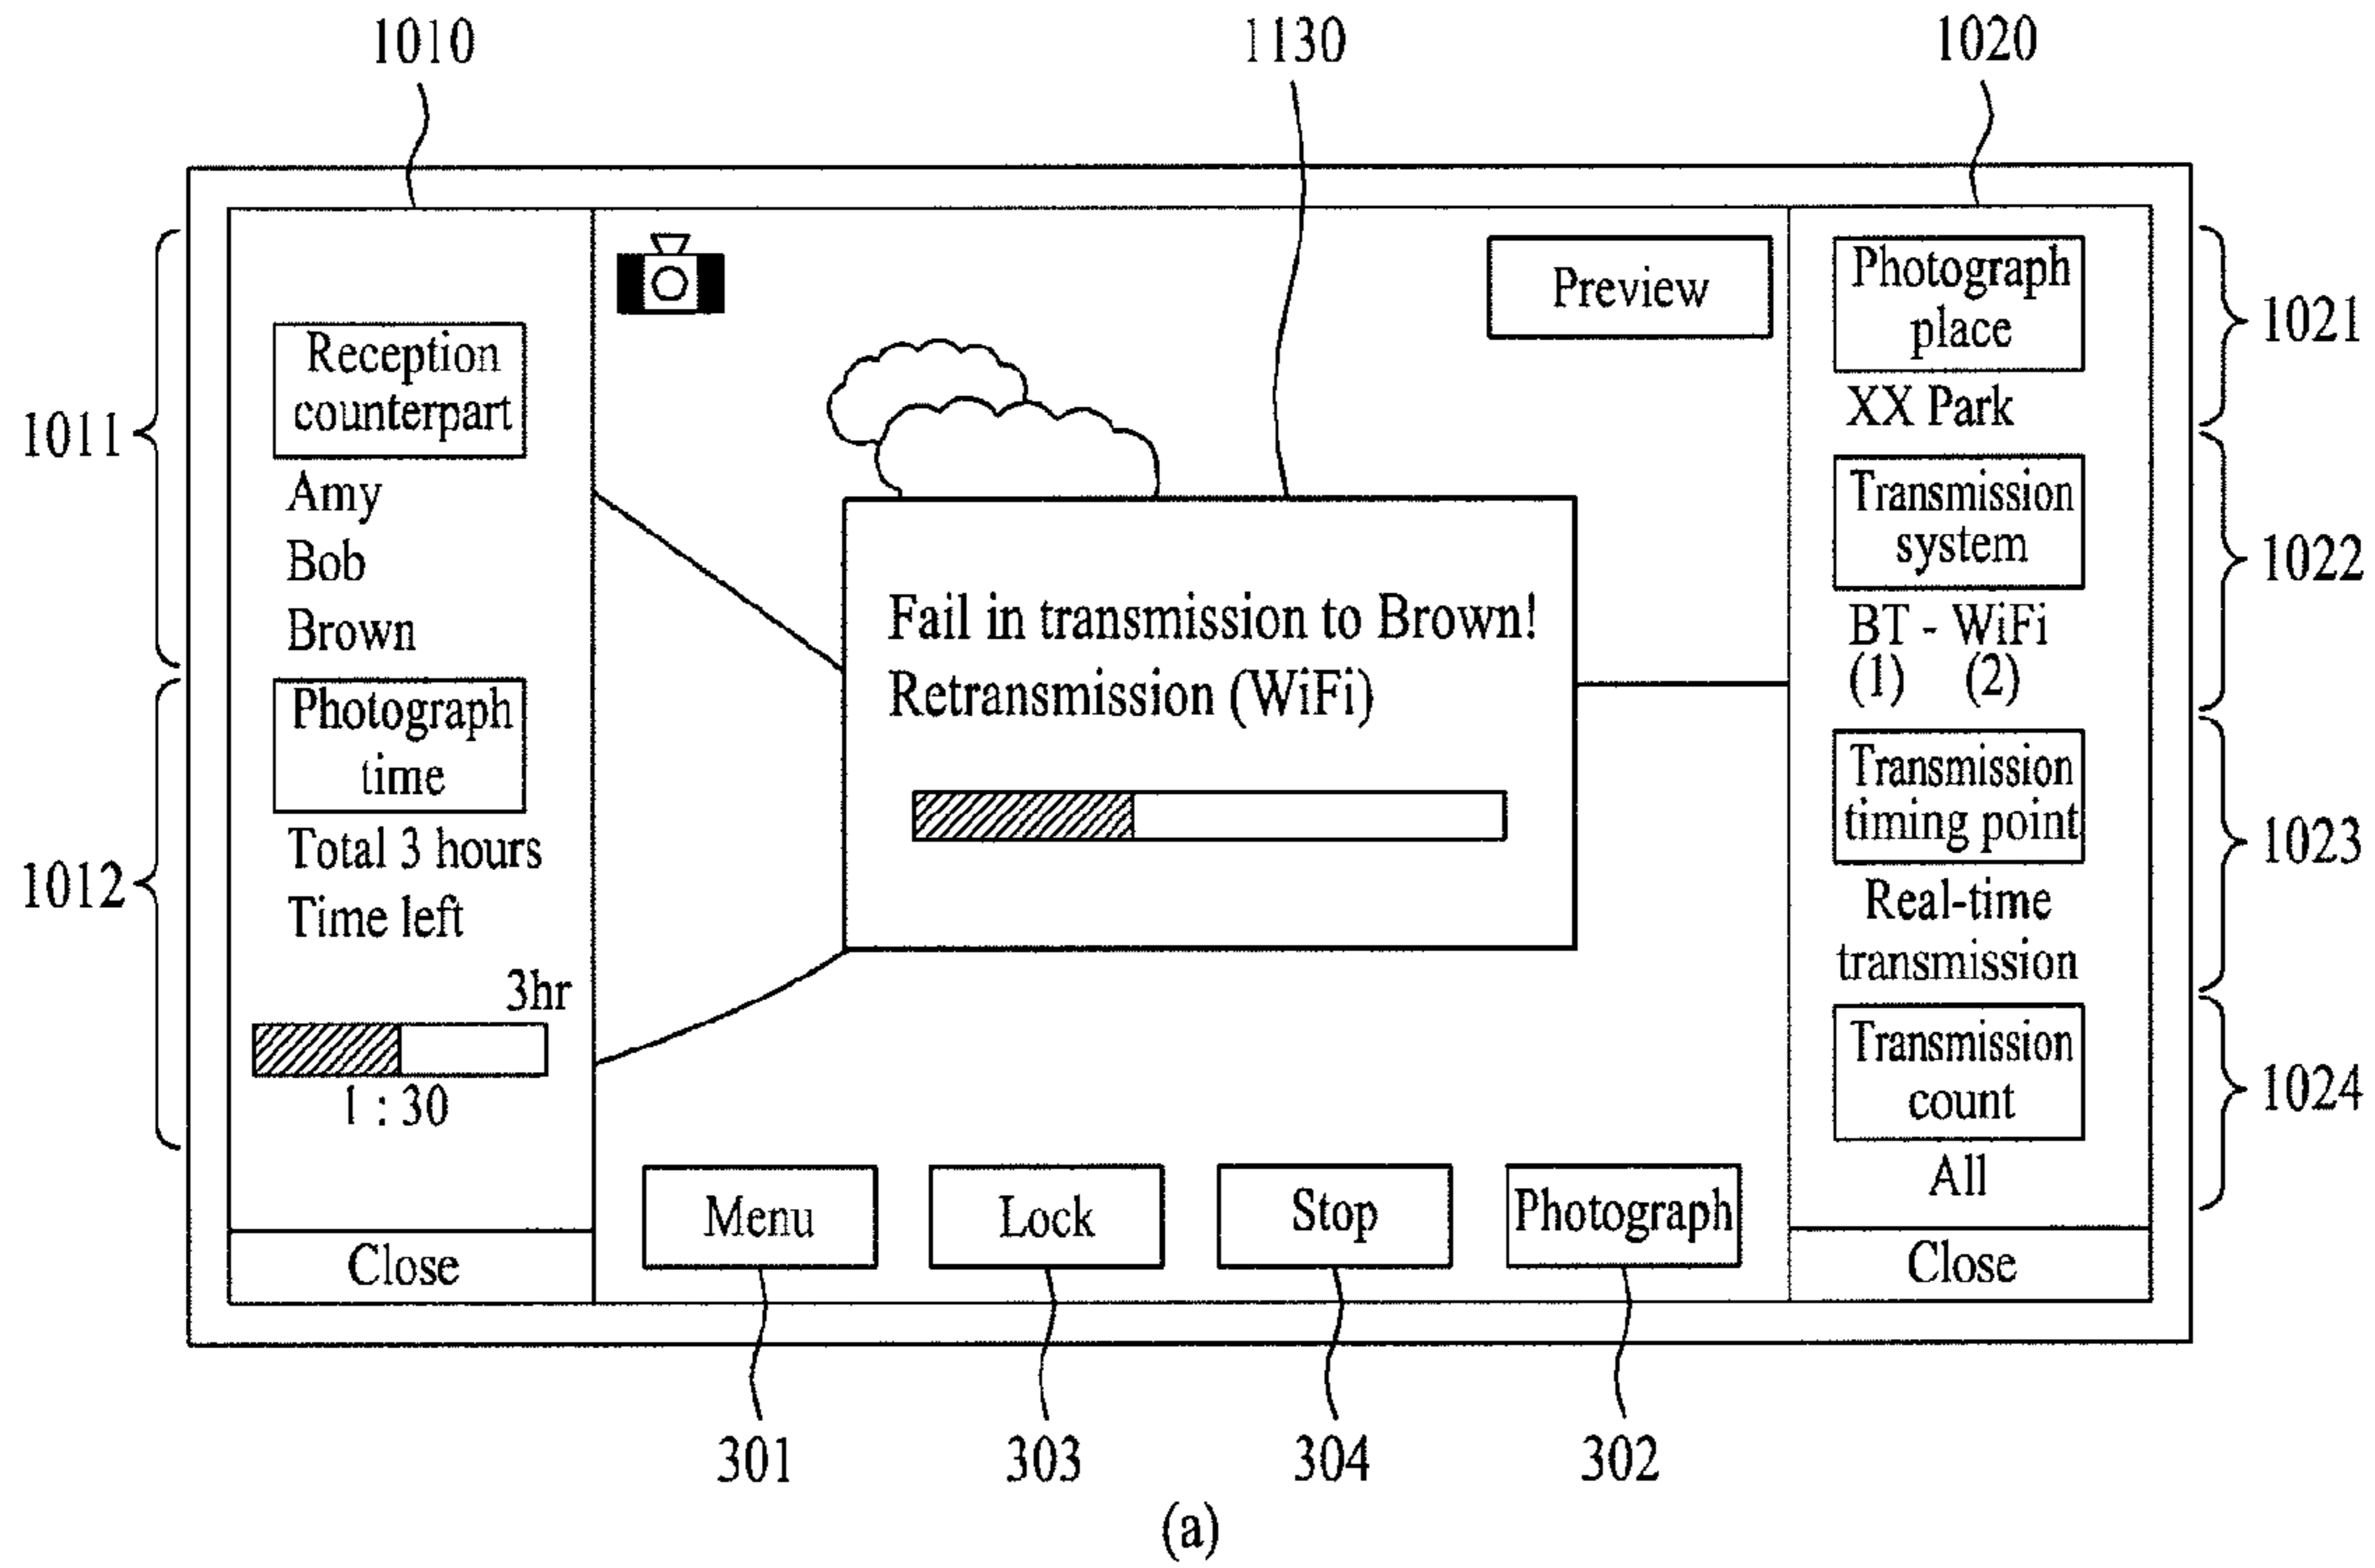 1010
1130
1020
Reception
counterpart
Amy
Bob
Brown
Photograph
time
Total 3 hours
Time left
3hr
1 : 30
Close
1011
1012
Preview
Fail in transmission to Brown!
Retransmission (WiFi)
Menu
Lock
Stop
Photograph
Photograph
place
XX Park
Transmission
system
BT - WiFi
(1) (2)
Transmission
timing point
Real-time
transmission
Transmission
count
All
Close
1021
1022
1023
1024
301
303
304
302
(a)